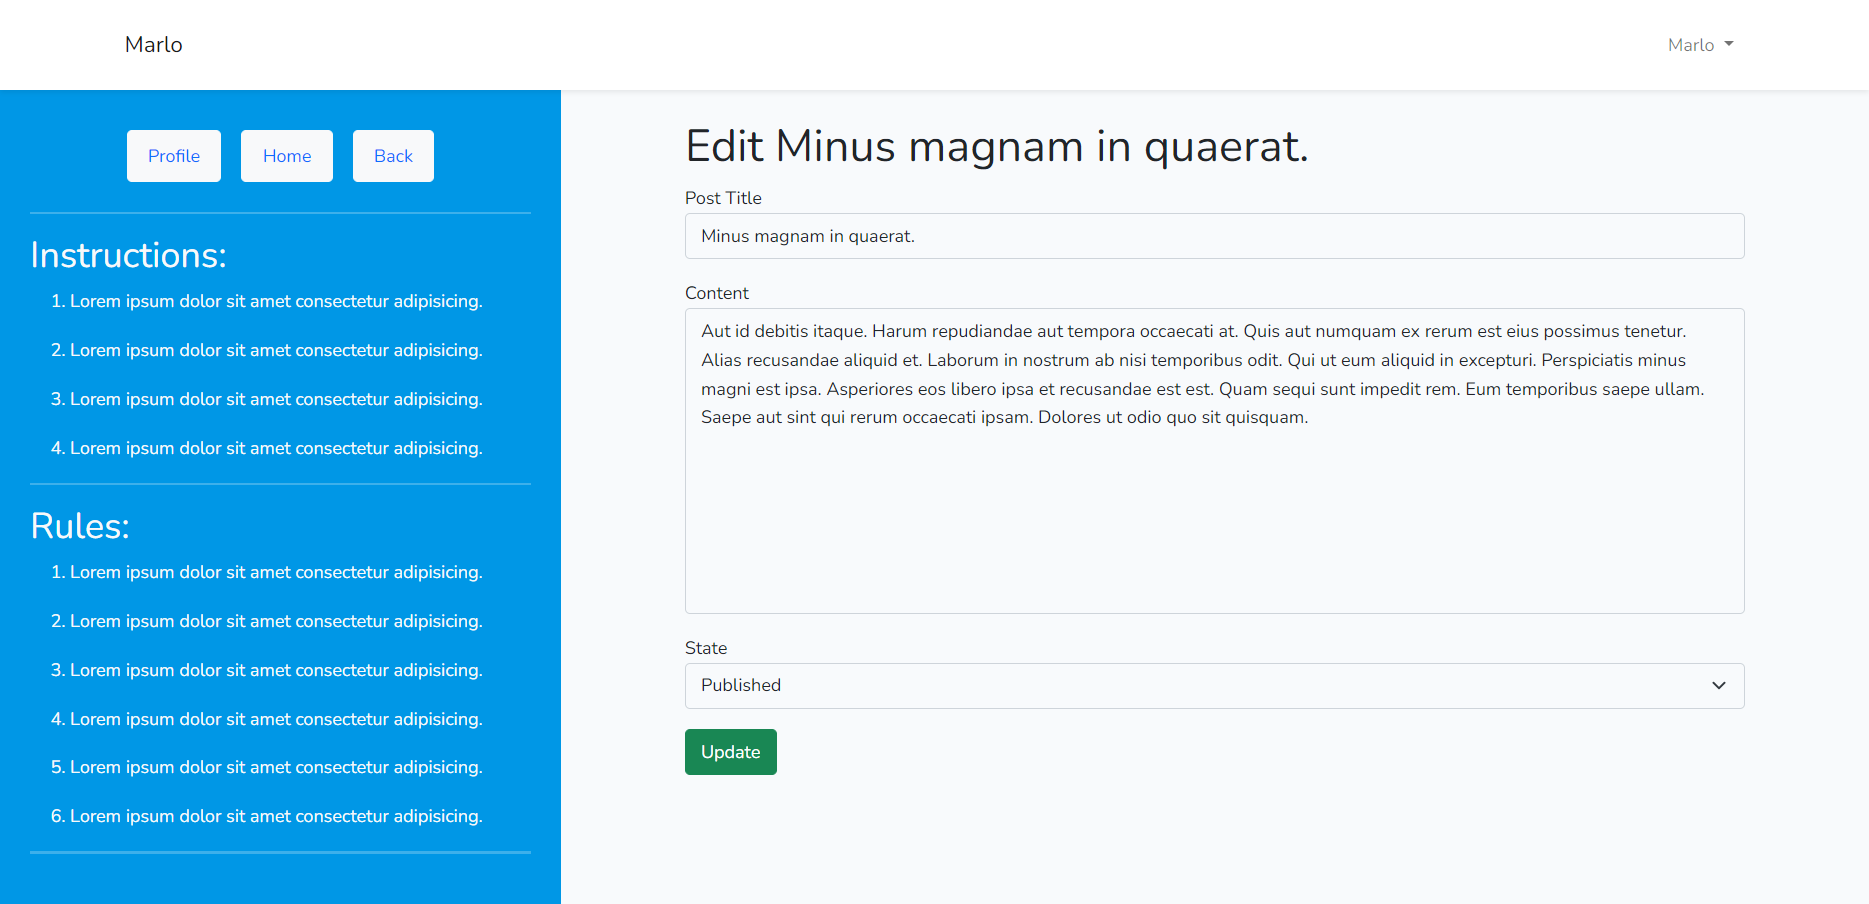 Marlo
Marlo
Profile
Home
Back
Instructions:
1. Lorem ipsum dolor sit amet consectetur adipisicing.
2. Lorem ipsum dolor sit amet consectetur adipisicing.
3. Lorem ipsum dolor sit amet consectetur adipisicing.
4. Lorem ipsum dolor sit amet consectetur adipisicing.
Rules:
1. Lorem ipsum dolor sit amet consectetur adipisicing.
2. Lorem ipsum dolor sit amet consectetur adipisicing.
3. Lorem ipsum dolor sit amet consectetur adipisicing.
4. Lorem ipsum dolor sit amet consectetur adipisicing.
5. Lorem ipsum dolor sit amet consectetur adipisicing.
6. Lorem ipsum dolor sit amet consectetur adipisicing.
Edit Minus magnam in quaerat.
Post Title
Minus magnam in quaerat.
Content
Aut id debitis itaque. Harum repudiandae aut tempora occaecati at. Quis aut numquam ex rerum est eius possimus tenetur.
Alias recusandae aliquid et. Laborum in nostrum ab nisi temporibus odit. Qui ut eum aliquid in excepturi. Perspiciatis minus
magni est ipsa. Asperiores eos libero ipsa et recusandae est est. Quam sequi sunt impedit rem. Eum temporibus saepe ullam.
Saepe aut sint qui rerum occaecati ipsam. Dolores ut odio quo sit quisquam.
State
Published
Update